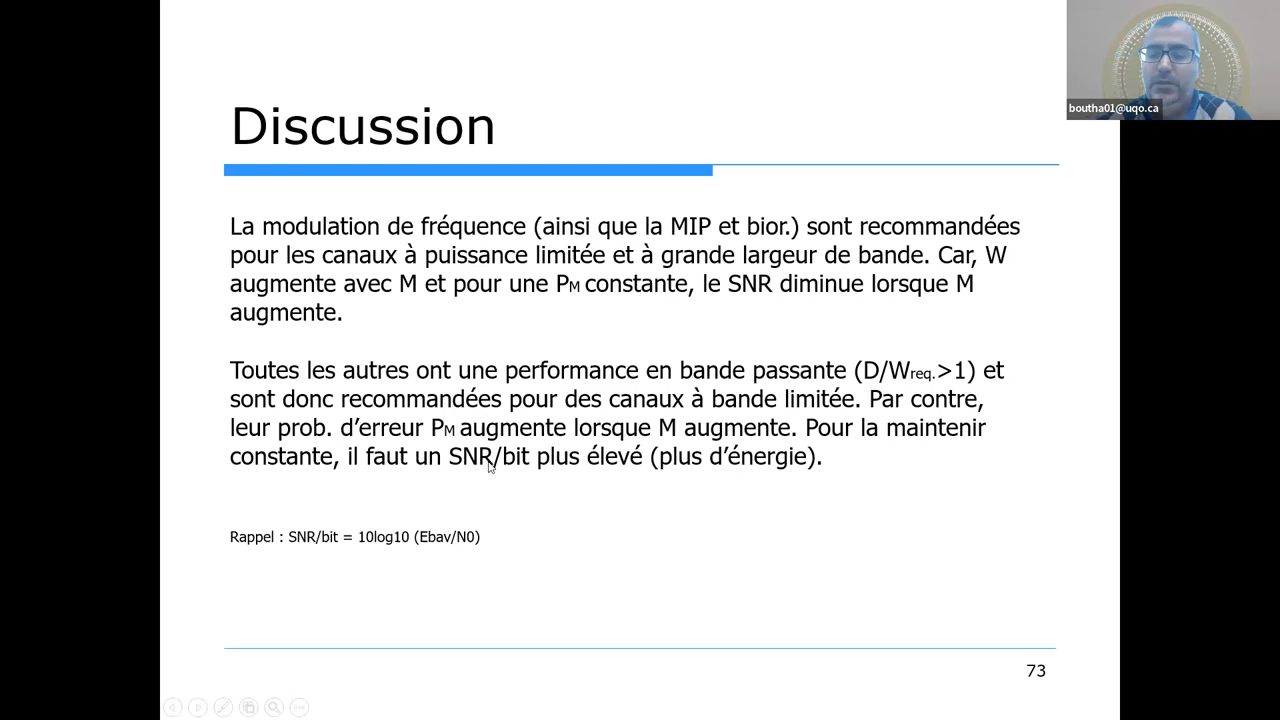 boutha01@uqo.ca
Discussion
La modulation de fréquence (ainsi que la MIP et bior.) sont recommandées
pour les canaux à puissance limitée et à grande largeur de bande. Car, W
augmente avec M et pour une PM constante, le SNR diminue lorsque M
augmente.
Toutes les autres ont une performance en bande passante (D/Wreq.>1) et
sont donc recommandées pour des canaux à bande limitée. Par contre,
leur prob. d’erreur PM augmente lorsque M augmente. Pour la maintenir
constante, il faut un SNR/bit plus élevé (plus d’énergie).
Rappel : SNR/bit = 10log10 (Ebav/N0)
73